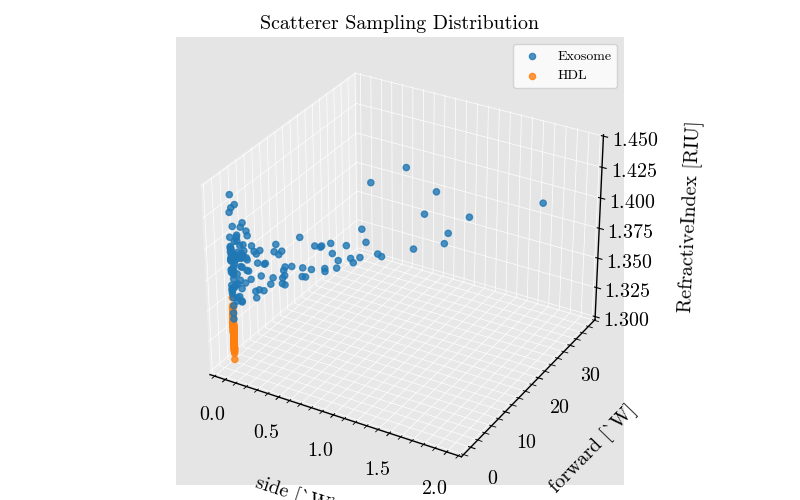 Scatterer Sampling Distribution
Exosome
HDL
1.450
1.425
1.400
1.375
1.350
1.325
1.300
RefractiveIndex [RIU]
30
20
10
0
forward [`W]
0.0
0.5
1.0
1.5
2.0
side [`W]